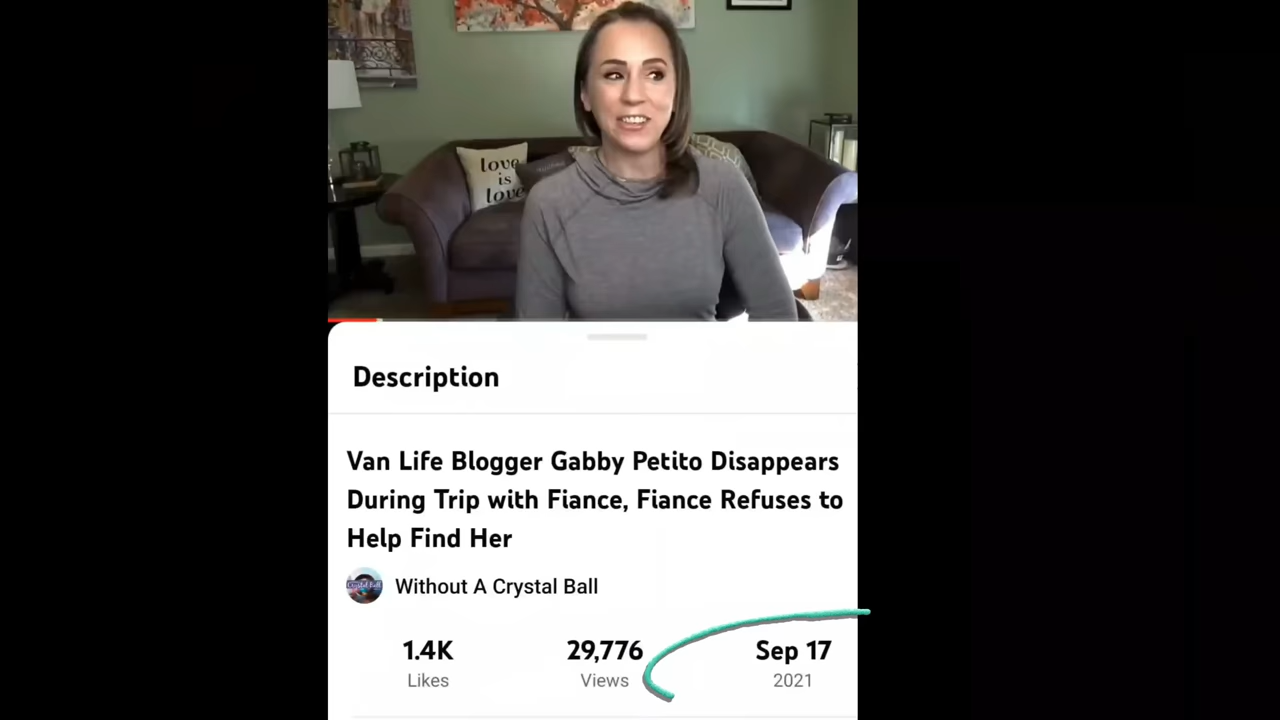 love
is
love
Description
Van Life Blogger Gabby Petito Disappears
During Trip with Fiance, Fiance Refuses to
Help Find Her
Without A Crystal Ball
1.4K 29,776 Sep 17
Likes Views 2021